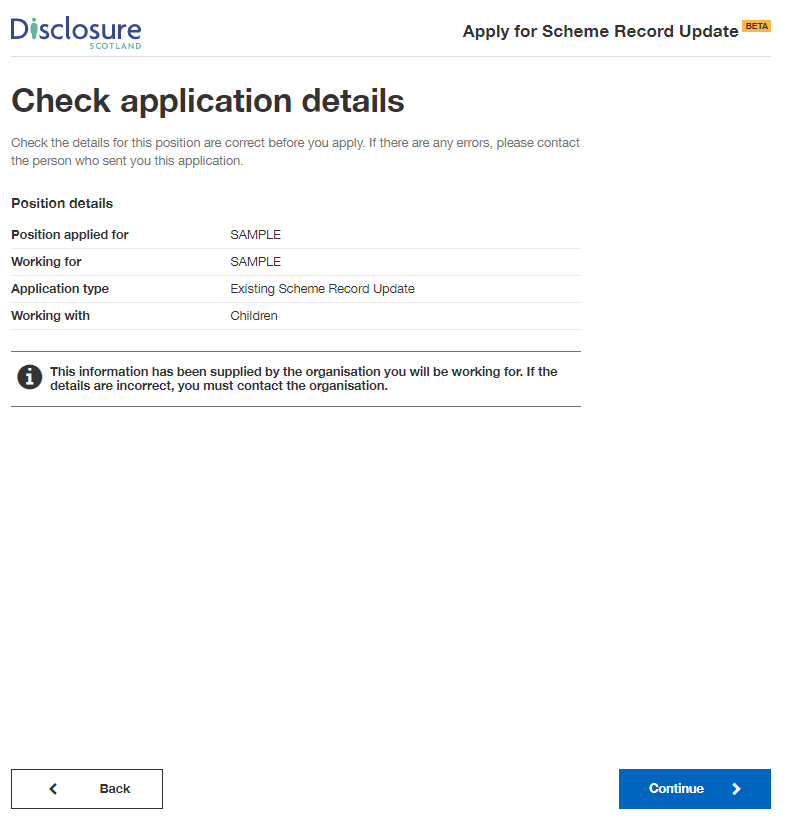 Disclosure
SCOTLAND
Apply for Scheme Record Update BETA
Check application details
Check the details for this position are correct before you apply. If there are any errors, please contact
the person who sent you this application.
Position details
Position applied for SAMPLE
Working for SAMPLE
Application type Existing Scheme Record Update
Working with Children
This information has been supplied by the organisation you will be working for. If the
details are incorrect, you must contact the organisation.
Back Continue